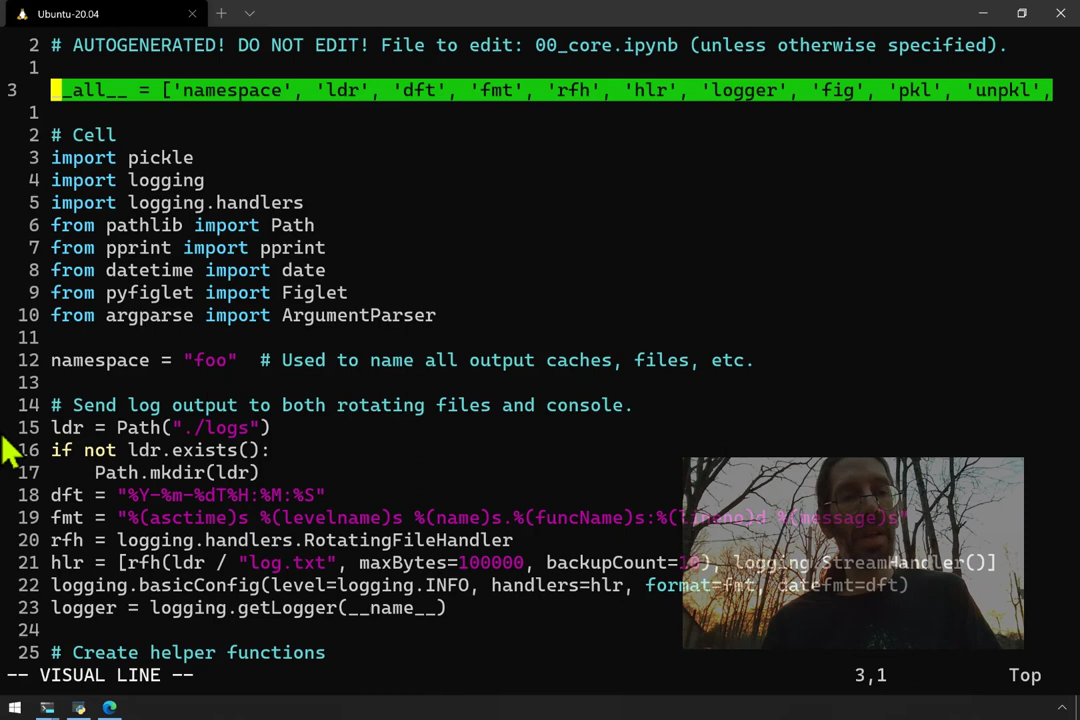 Ubuntu-20.04
2 # AUTOGENERATED! DO NOT EDIT! File to edit: 00_core.ipynb (unless otherwise specified).
1
3 __all__ = ['namespace', 'ldr', 'dft', 'fmt', 'rfh', 'hlr', 'logger', 'fig', 'pkl', 'unpkl',
1
2 # Cell
3 import pickle
4 import logging
5 import logging.handlers
6 from pathlib import Path
7 from pprint import pprint
8 from datetime import date
9 from pyfiglet import Figlet
10 from argparse import ArgumentParser
11
12 namespace = "foo"  # Used to name all output caches, files, etc.
13
14 # Send log output to both rotating files and console.
15 ldr = Path("./logs")
16 if not ldr.exists():
17     Path.mkdir(ldr)
18 dft = "%Y-%m-%dT%H:%M:%S"
19 fmt = "%(asctime)s %(levelname)s %(name)s.%(funcName)s:%(lineno)d %(message)s"
20 rfh = logging.handlers.RotatingFileHandler
21 hlr = [rfh(ldr / "log.txt", maxBytes=100000, backupCount=10), logging.StreamHandler()]
22 logging.basicConfig(level=logging.INFO, handlers=hlr, format=fmt, datefmt=dft)
23 logger = logging.getLogger(__name__)
24
25 # Create helper functions
-- VISUAL LINE -- 3,1 Top